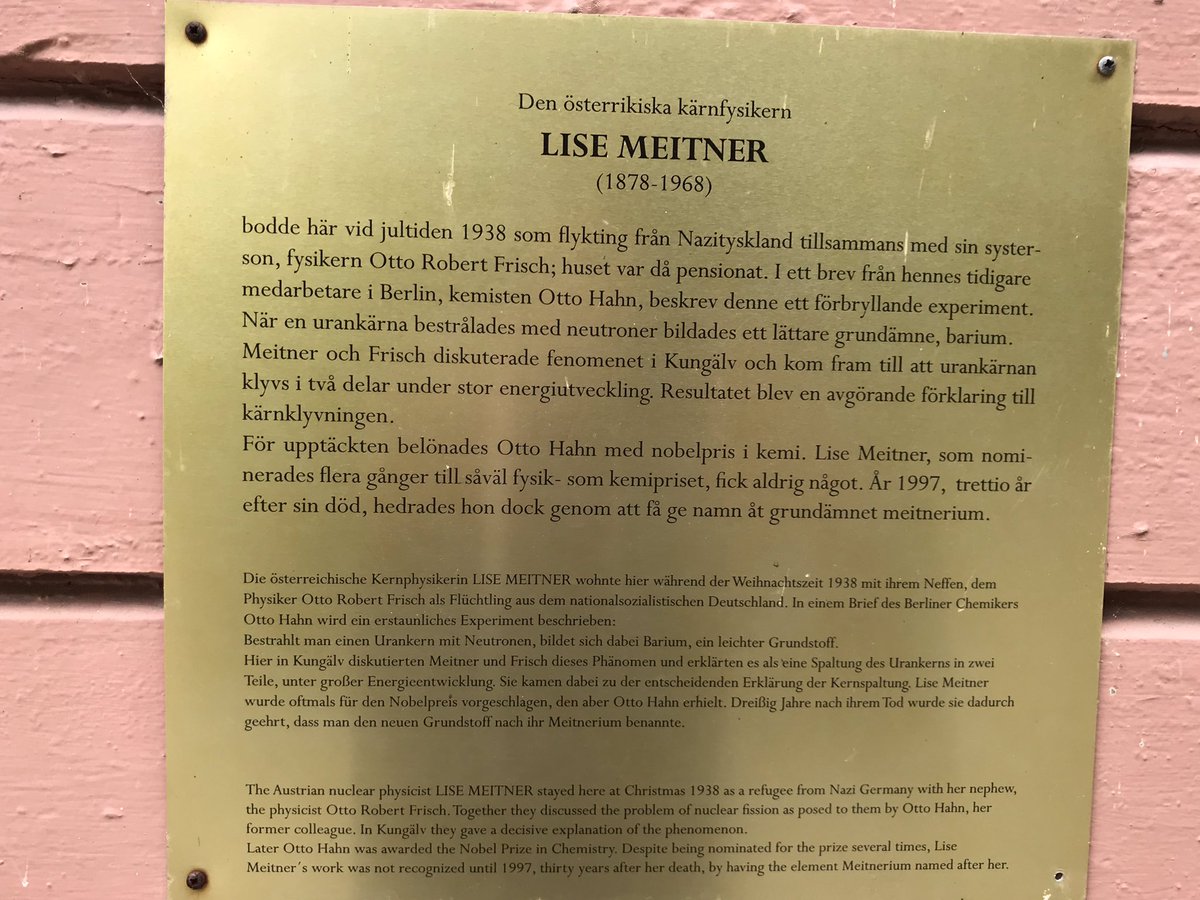 Den österrikiska kärnfysikern
LISE MEITNER
(1878-1968)
bodde här vid jultiden 1938 som flykting från Nazityskland tillsammans med sin syster-
son, fysikern Otto Robert Frisch; huset var då pensionat. I ett brev från hennes tidigare
medarbetare i Berlin, kemisten Otto Hahn, beskrev denne ett förbryllande experiment.
När en urankärna bestrålades med neutroner bildades ett lättare grundämne, barium.
Meitner och Frisch diskuterade fenomenet i Kungälv och kom fram till att urankärnan
klyvs i två delar under stor energiutveckling. Resultatet blev en avgörande förklaring till
kärnklyvningen.
För upptäckten belönades Otto Hahn med nobelpris i kemi. Lise Meitner, som nomi-
nerades flera gånger till såväl fysik- som kemipriset, fick aldrig något. År 1997, trettio år
efter sin död, hedrades hon dock genom att få ge namn åt grundämnet meitnerium.
Die österreichische Kernphysikerin LISE MEITNER wohnte hier während der Weihnachtszeit 1938 mit ihrem Neffen, dem
Physiker Otto Robert Frisch als Flüchtling aus dem nationalsozialistischen Deutschland. In einem Brief des Berliner Chemikers
Otto Hahn wird ein erstaunliches Experiment beschrieben:
Bestrahlt man einen Urankern mit Neutronen, bildet sich dabei Barium, ein leichter Grundstoff.
Hier in Kungälv diskutierten Meitner und Frisch dieses Phänomen und erklärten es als eine Spaltung des Urankerns in zwei
Teile, unter großer Energieentwicklung. Sie kamen dabei zu der entscheidenden Erklärung der Kernspaltung. Lise Meitner
wurde oftmals für den Nobelpreis vorgeschlagen, den aber Otto Hahn erhielt. Dreißig Jahre nach ihrem Tod wurde sie dadurch
geehrt, dass man den neuen Grundstoff nach ihr Meitnerium benannte.
The Austrian nuclear physicist LISE MEITNER stayed here at Christmas 1938 as a refugee from Nazi Germany with her nephew,
the physicist Otto Robert Frisch. Together they discussed the problem of nuclear fission as posed to them by Otto Hahn, her
former colleague. In Kungälv they gave a decisive explanation of the phenomenon.
Later Otto Hahn was awarded the Nobel Prize in Chemistry. Despite being nominated for the prize several times, Lise
Meitner´s work was not recognized until 1997, thirty years after her death, by having the element Meitnerium named after her.